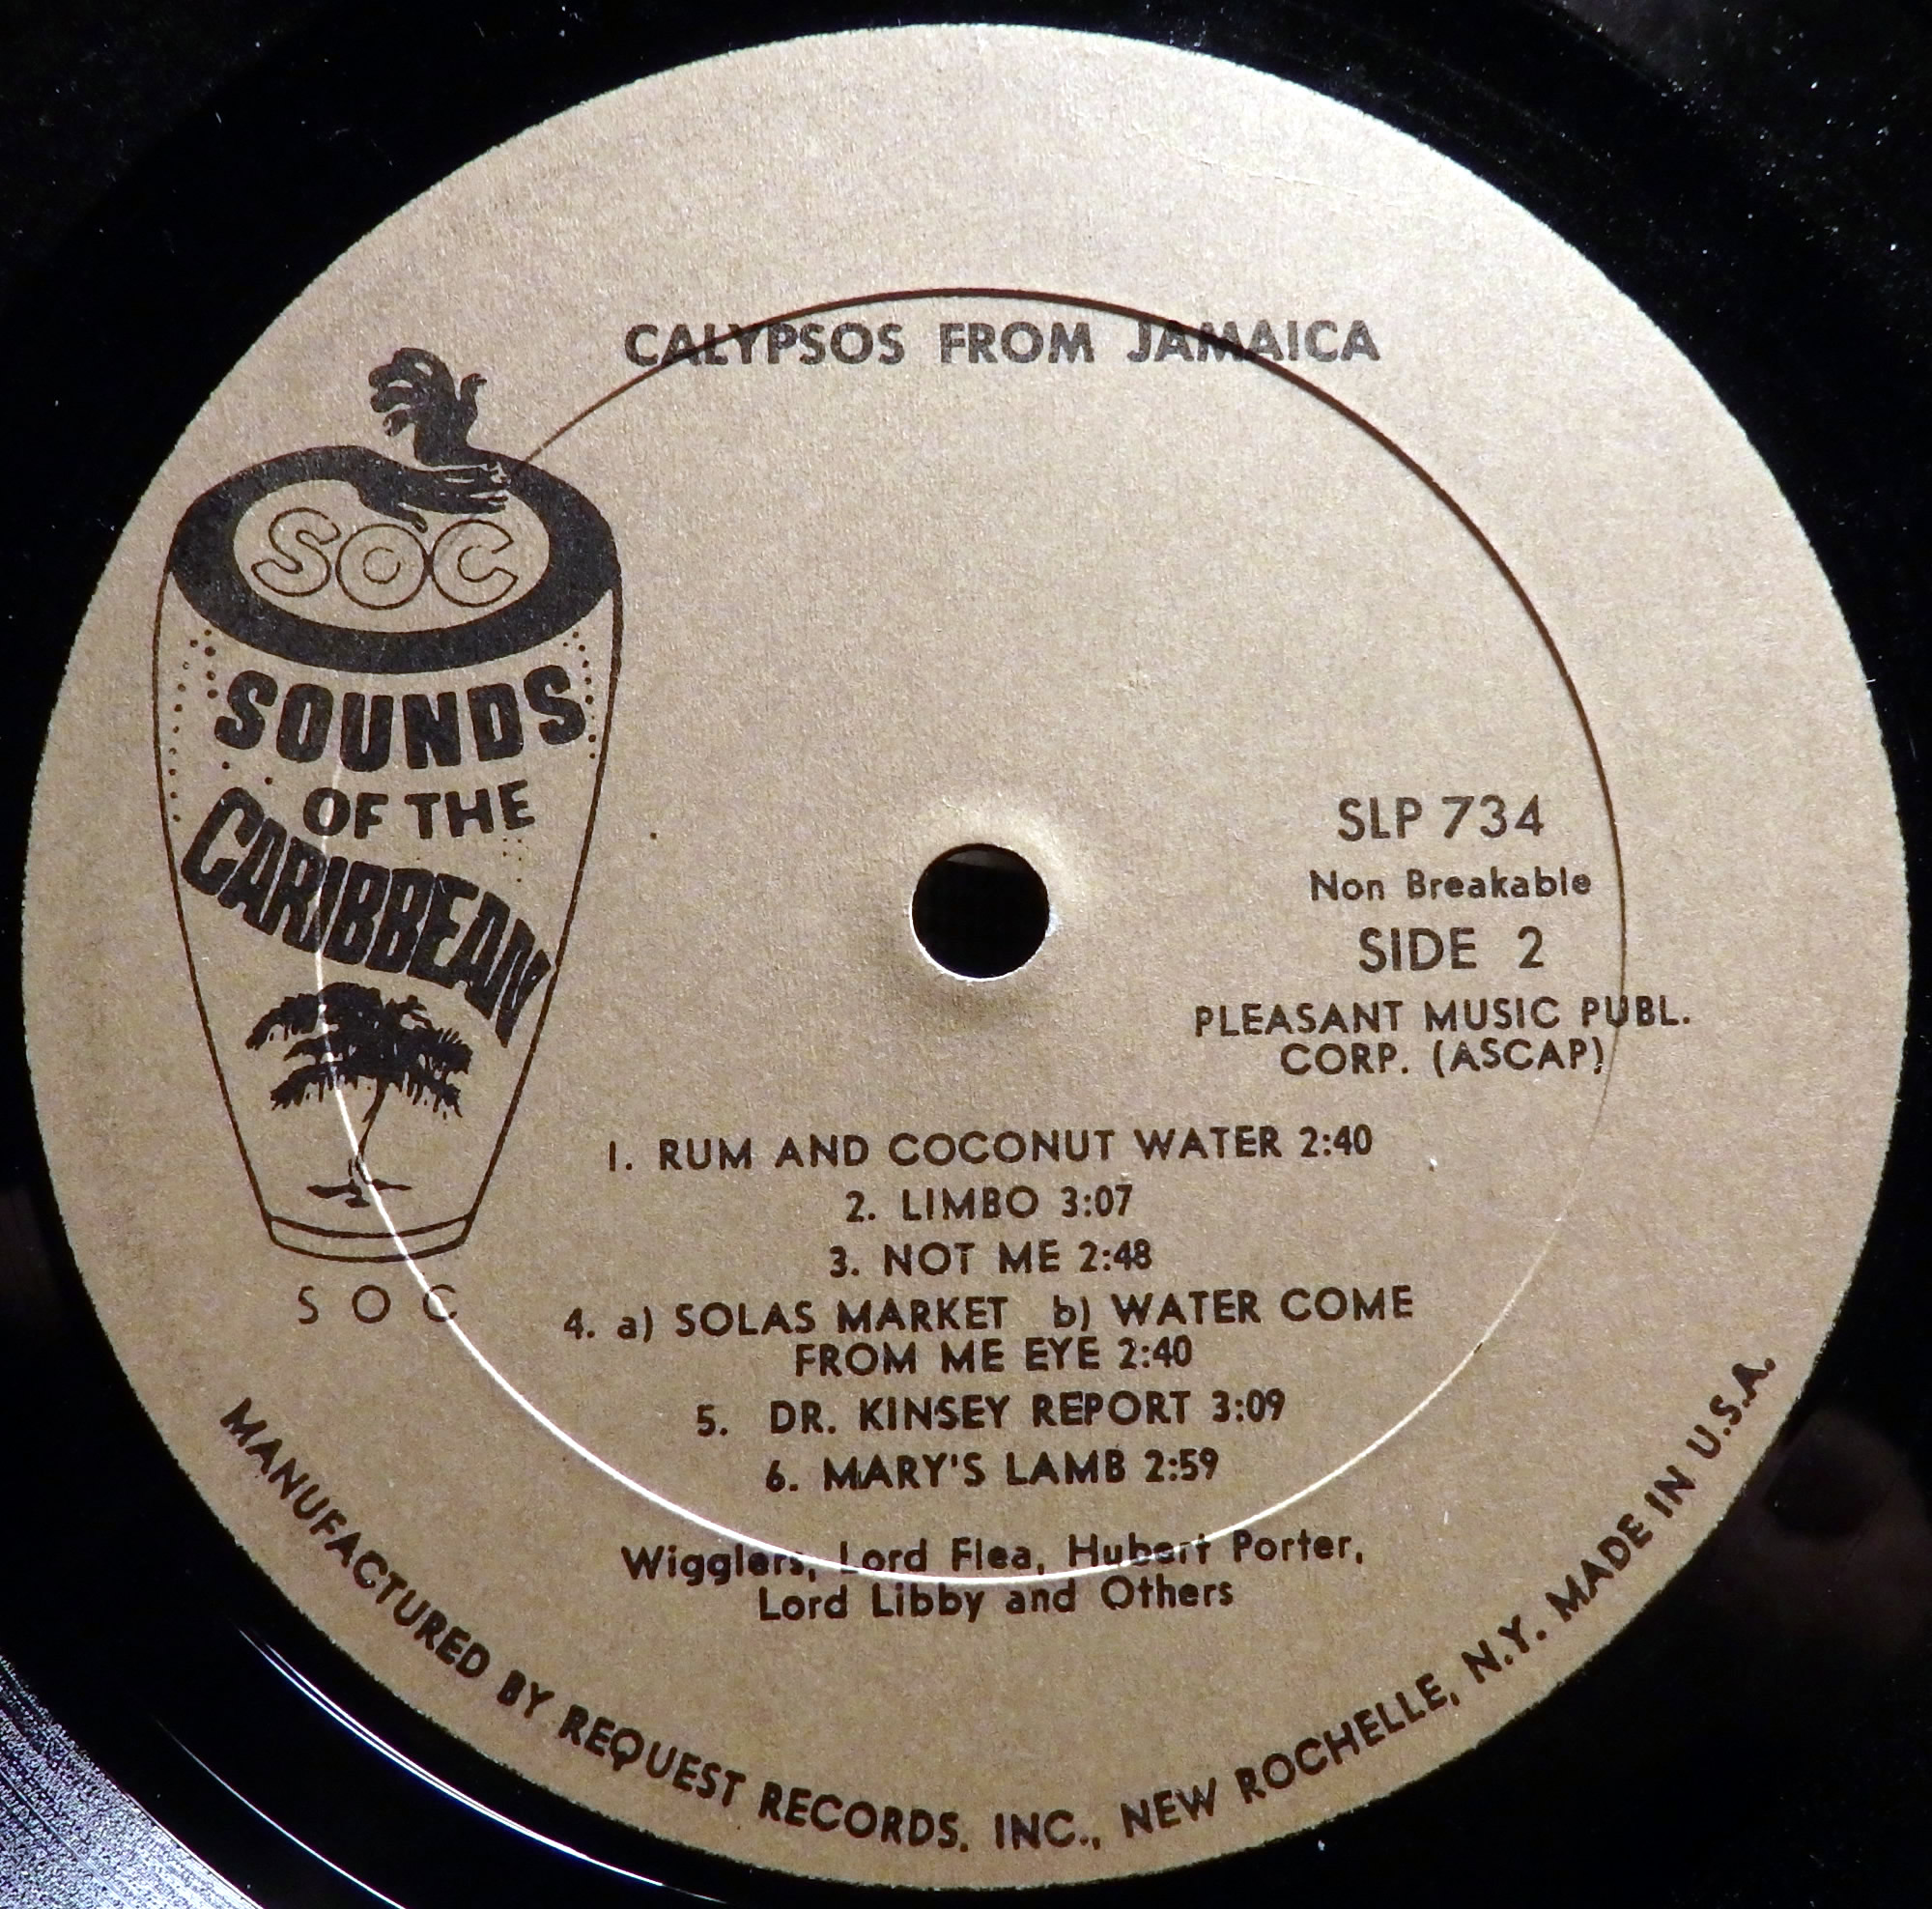 CALYPSOS FROM JAMAICA
SOC
SOUNDS
OF THE
CARIBBEAN
SOC
SLP 734
Non Breakable
SIDE 2
PLEASANT MUSIC PUBL.
CORP. (ASCAP)
1. RUM AND COCONUT WATER 2:40
2. LIMBO 3:07
3. NOT ME 2:48
4. a) SOLAS MARKET b) WATER COME
FROM ME EYE 2:40
5. DR. KINSEY REPORT 3:09
6. MARY'S LAMB 2:59
Wigglers, Lord Flea, Hubert Porter,
Lord Libby and Others
MANUFACTURED BY REQUEST RECORDS, INC., NEW ROCHELLE, N.Y. MADE IN U.S.A.